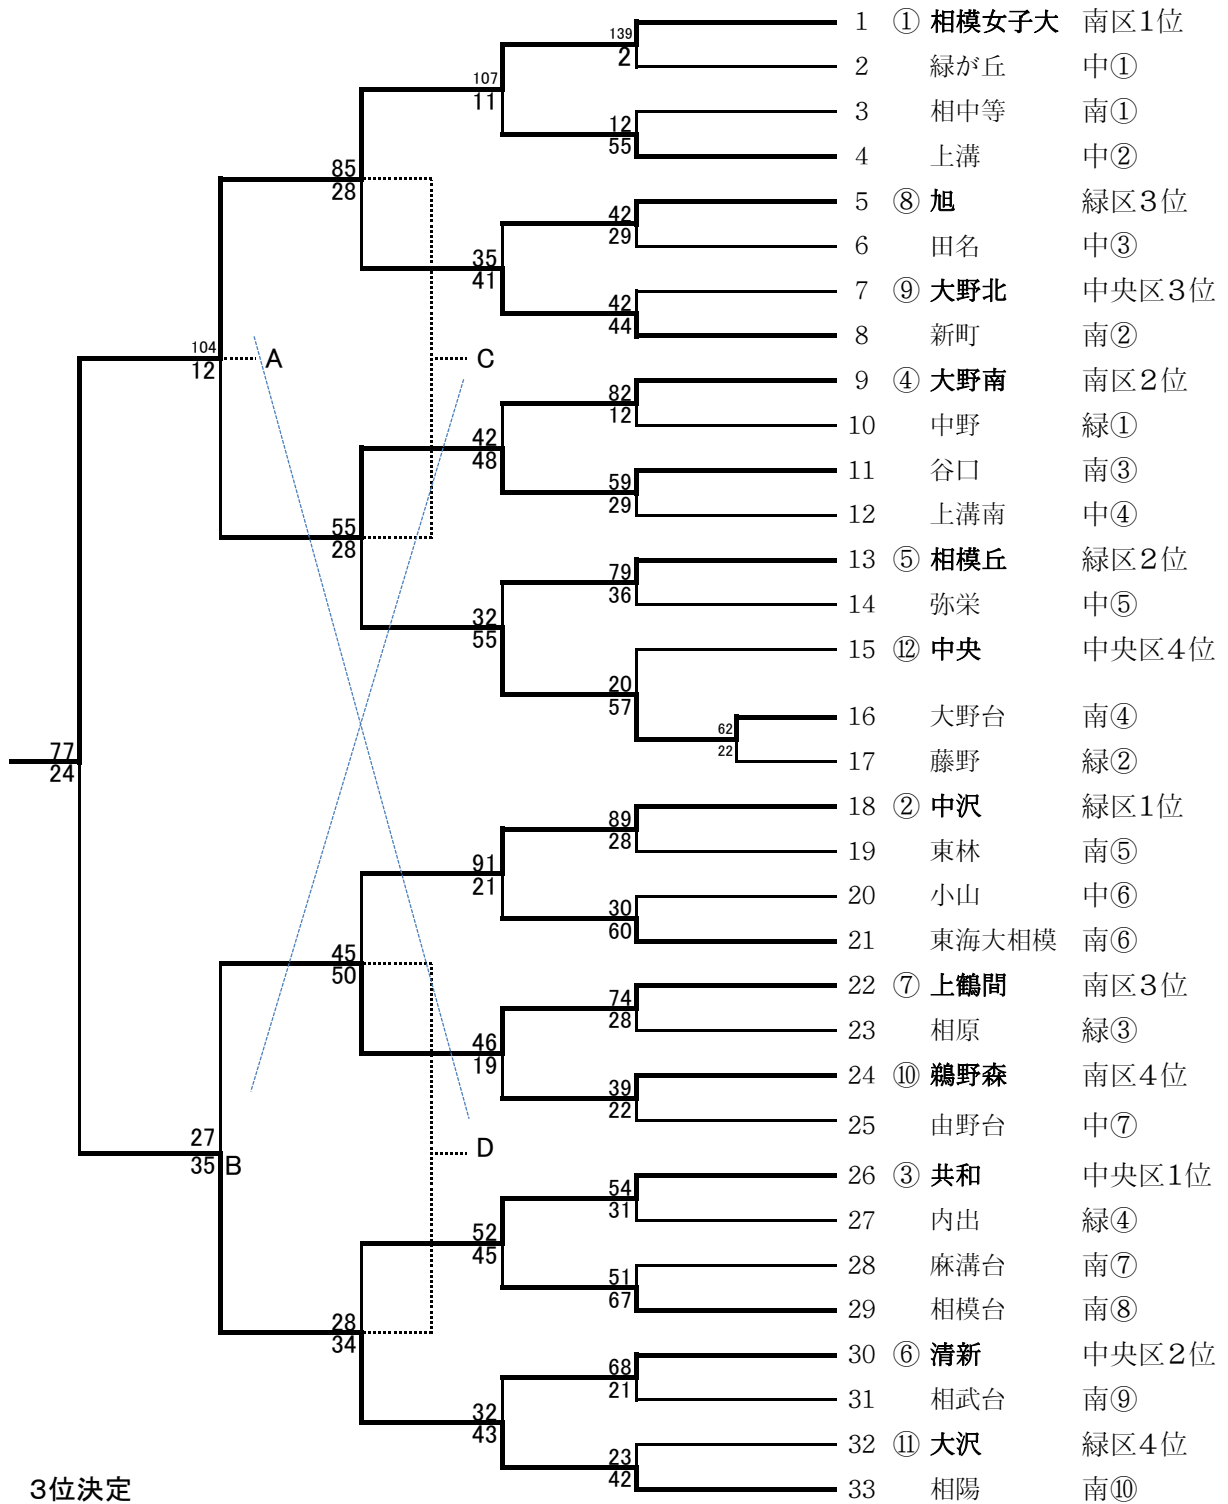 1 ① 相模女子大 南区1位
139
2
2 緑が丘 中①
107
11
3 相中等 南①
12
55
4 上溝 中②
85
28
5 ⑧ 旭 緑区3位
42
29
6 田名 中③
35
41
7 ⑨ 大野北 中央区3位
42
44
8 新町 南②
104
12
A
C
9 ④ 大野南 南区2位
82
12
10 中野 緑①
42
48
11 谷口 南③
59
29
12 上溝南 中④
55
28
13 ⑤ 相模丘 緑区2位
79
36
14 弥栄 中⑤
32
55
15 ⑫ 中央 中央区4位
20
57
16 大野台 南④
62
22
17 藤野 緑②
77
24
18 ② 中沢 緑区1位
89
28
19 東林 南⑤
91
21
20 小山 中⑥
30
60
21 東海大相模 南⑥
45
50
22 ⑦ 上鶴間 南区3位
74
28
23 相原 緑③
46
19
24 ⑩ 鵜野森 南区4位
39
22
25 由野台 中⑦
27
35
B
D
26 ③ 共和 中央区1位
54
31
27 内出 緑④
52
45
28 麻溝台 南⑦
51
67
29 相模台 南⑧
28
34
30 ⑥ 清新 中央区2位
68
21
31 相武台 南⑨
32
43
32 ⑪ 大沢 緑区4位
23
42
33 相陽 南⑩
3位決定